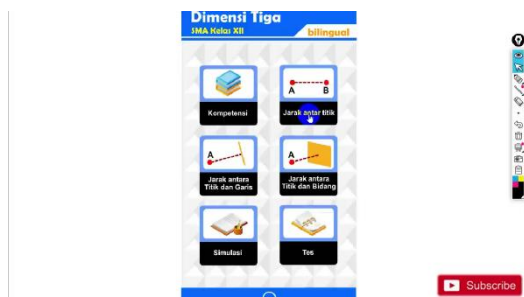 Dimensi Tiga
SMA Kelas XII
bilingual
Kompetensi
A B
Jarak antar titik
A
Jarak antara
Titik dan Garis
A
Jarak antara
Titik dan Bidang
Simulasi
Tes
Subscribe